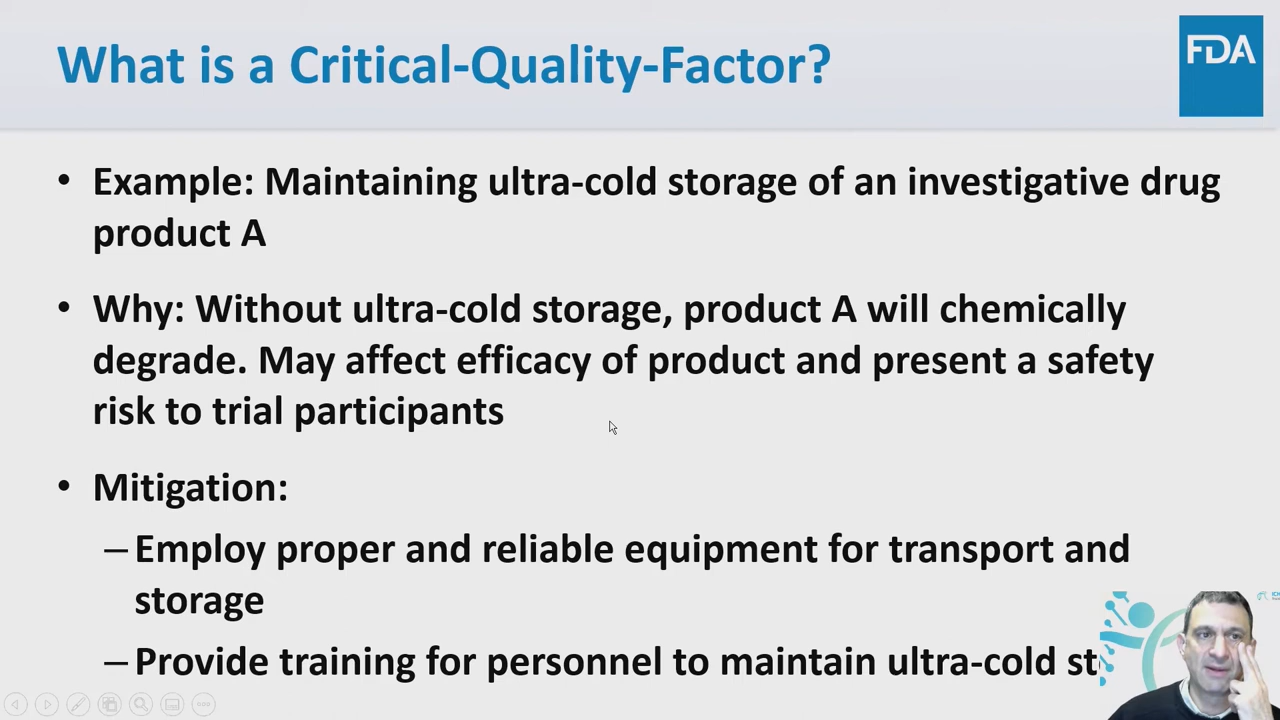 What is a Critical-Quality-Factor?
FDA
• Example: Maintaining ultra-cold storage of an investigative drug
product A
• Why: Without ultra-cold storage, product A will chemically
degrade. May affect efficacy of product and present a safety
risk to trial participants
• Mitigation:
– Employ proper and reliable equipment for transport and
storage
– Provide training for personnel to maintain ultra-cold